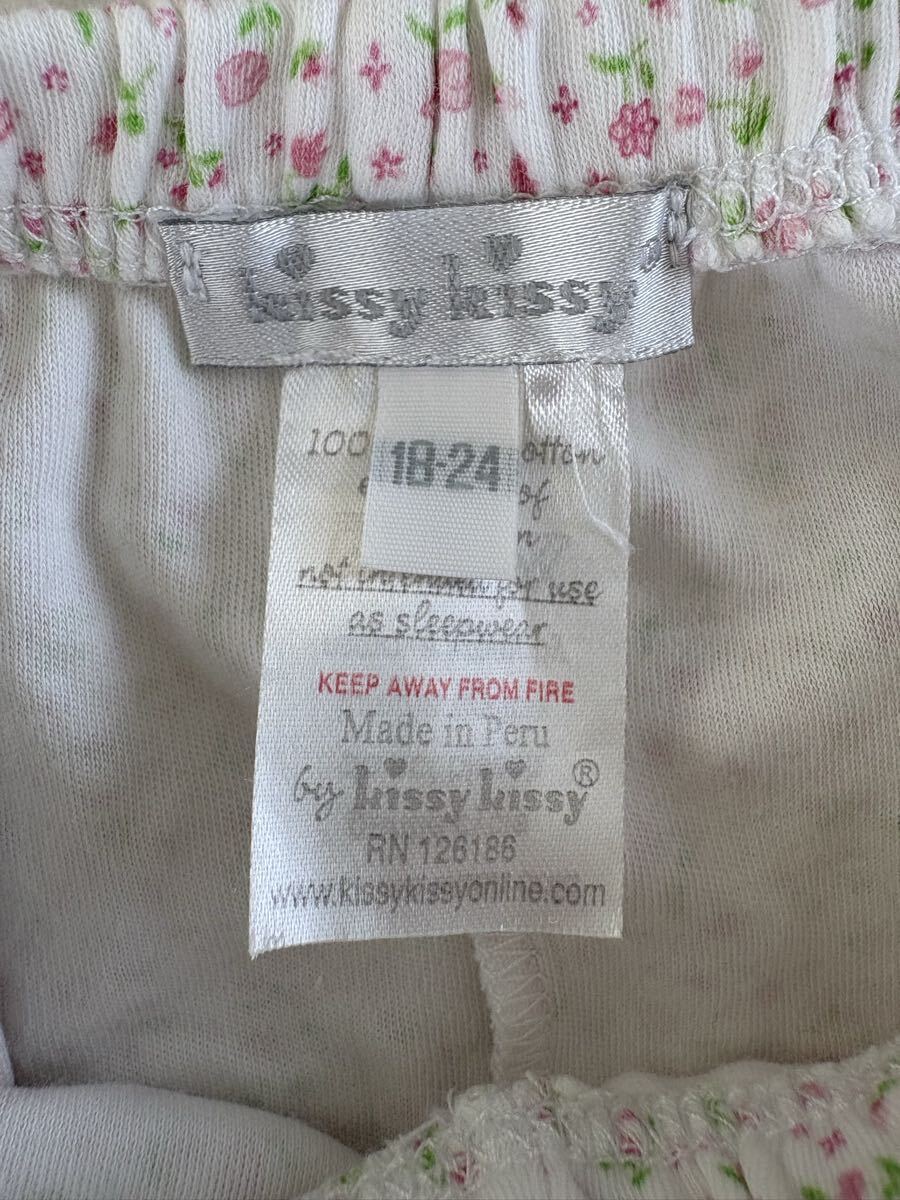 kissy kissy
18-24
100 otton
of
n
not intended for use
as sleepwear
KEEP AWAY FROM FIRE
Made in Peru
by kissy kissy®
RN 126186
www.kissykissyonline.com